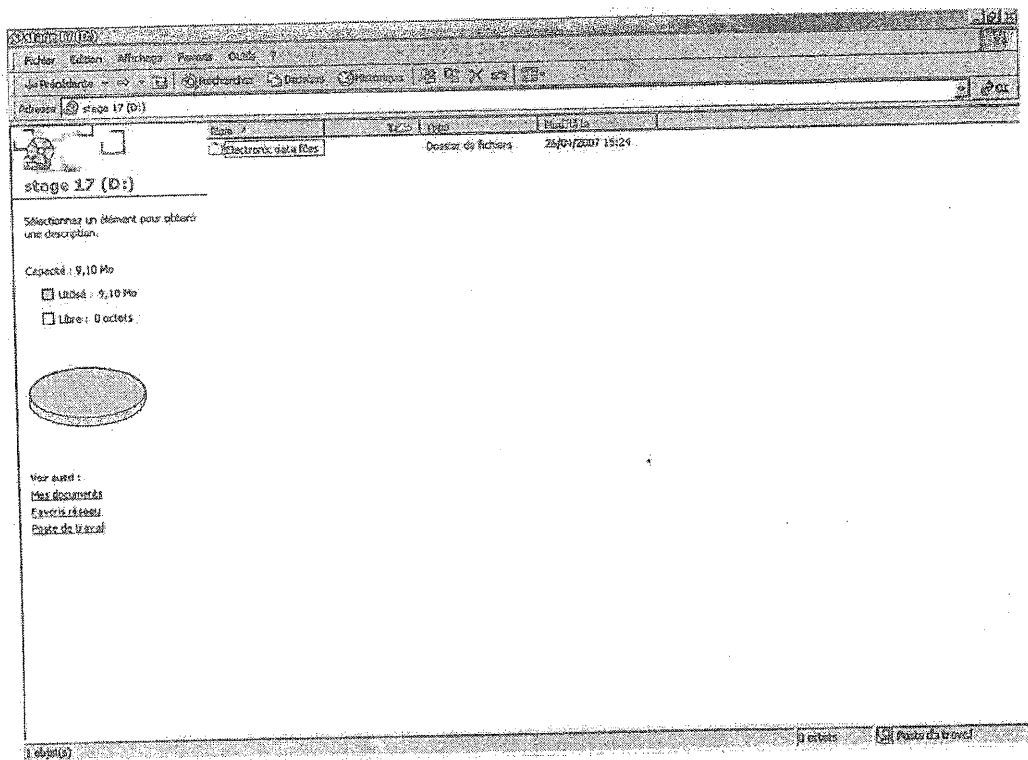 stage 17 (D:)
Fichier Edition Affichage Favoris Outils ?
Précédente Rechercher Dossiers Historique
Adresse stage 17 (D:) OK
Nom Type
Electronic data files Dossier de fichiers 26/04/2007 15:24
stage 17 (D:)
Sélectionnez un élément pour obtenir
une description.
Capacité : 9,10 Mo
Utilisé : 9,10 Mo
Libre : 0 octets
Voir aussi :
Mes documents
Favoris réseau
Poste de travail
1 objet(s) 0 octets Poste de travail